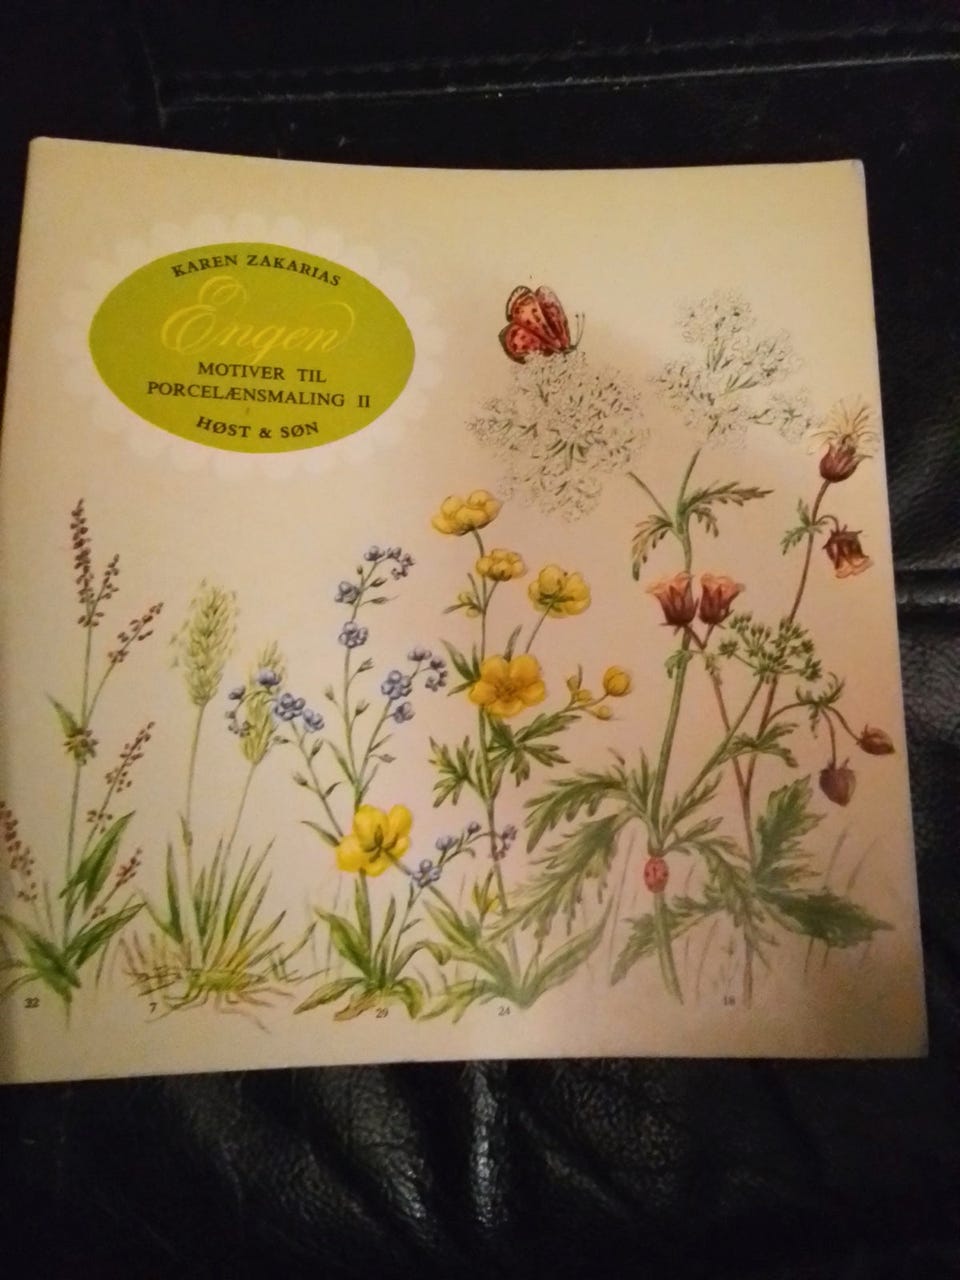 KAREN ZAKARIAS
Engen
MOTIVER TIL
PORCELÆNSMALING II
HØST & SØN
32
7
29
24
18